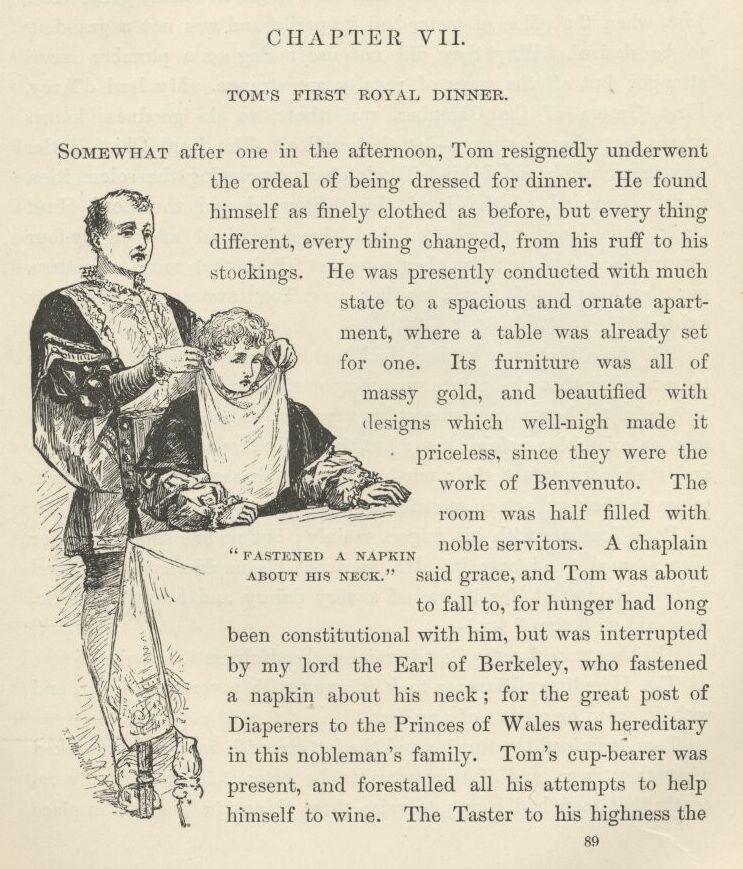 CHAPTER VII.
TOM'S FIRST ROYAL DINNER.
SOMEWHAT after one in the afternoon, Tom resignedly underwent
the ordeal of being dressed for dinner. He found
himself as finely clothed as before, but every thing
different, every thing changed, from his ruff to his
stockings. He was presently conducted with much
state to a spacious and ornate apart-
ment, where a table was already set
for one. Its furniture was all of
massy gold, and beautified with
designs which well-nigh made it
priceless, since they were the
work of Benvenuto. The
room was half filled with
noble servitors. A chaplain
said grace, and Tom was about
to fall to, for hunger had long
been constitutional with him, but was interrupted
by my lord the Earl of Berkeley, who fastened
a napkin about his neck; for the great post of
Diaperers to the Princes of Wales was hereditary
in this nobleman's family. Tom's cup-bearer was
present, and forestalled all his attempts to help
himself to wine. The Taster to his highness the
"FASTENED A NAPKIN
ABOUT HIS NECK."
89